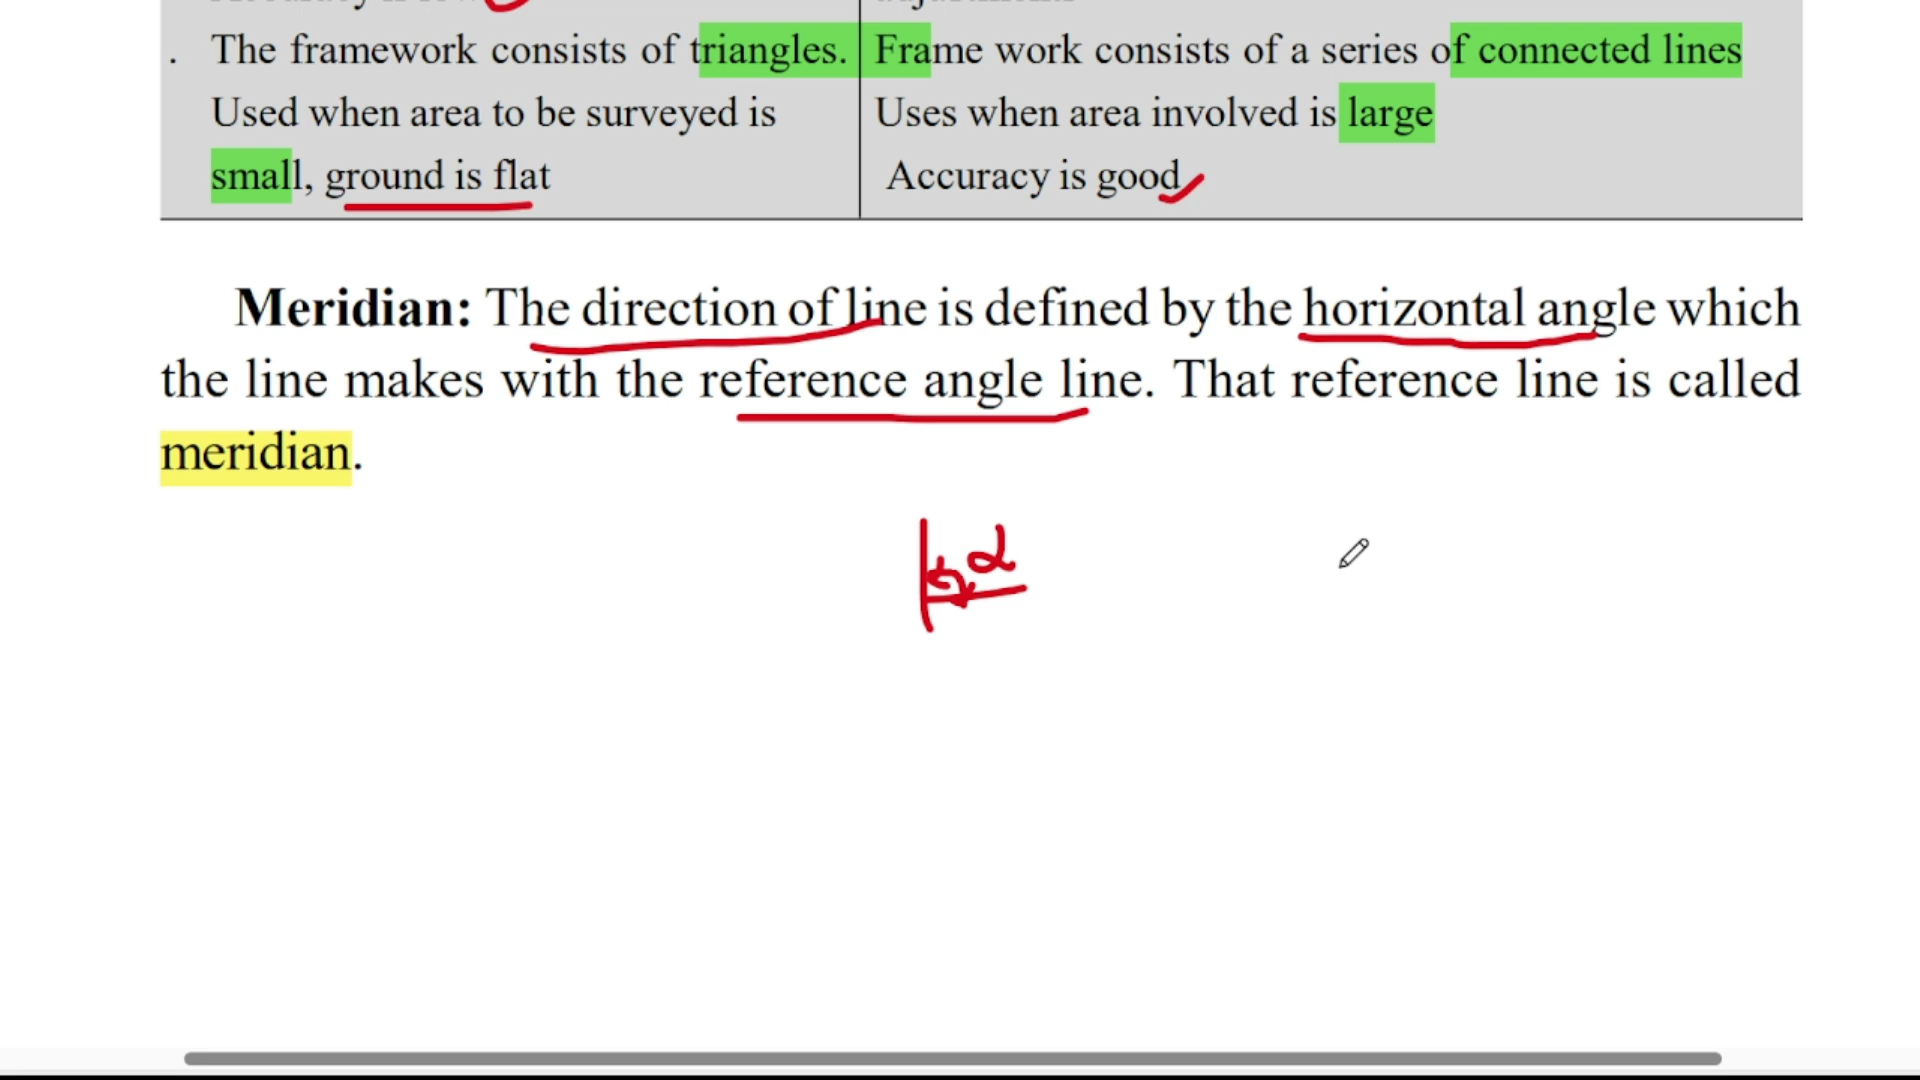 . The framework consists of triangles. Frame work consists of a series of connected lines
Used when area to be surveyed is Uses when area involved is large
small, ground is flat Accuracy is good
Meridian: The direction of line is defined by the horizontal angle which
the line makes with the reference angle line. That reference line is called
meridian.
α